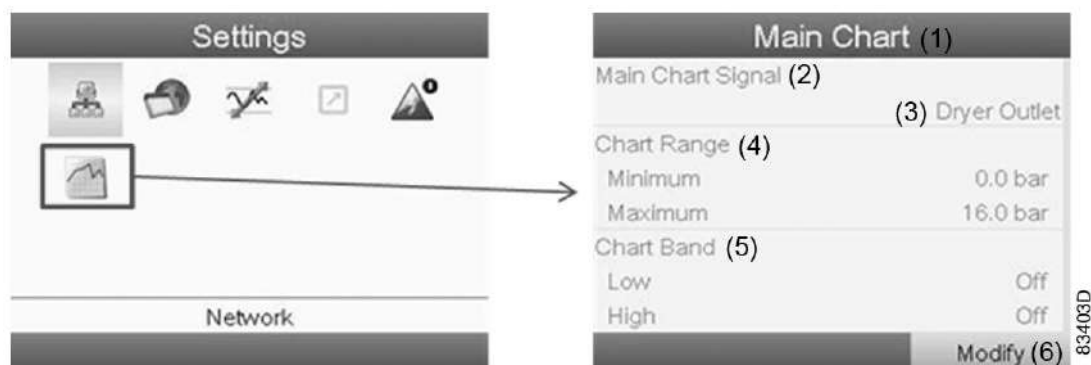 Settings
Network
Main Chart (1)
Main Chart Signal (2)
(3) Dryer Outlet
Chart Range (4)
Minimum 0.0 bar
Maximum 16.0 bar
Chart Band (5)
Low Off
High Off
Modify (6)
83403D